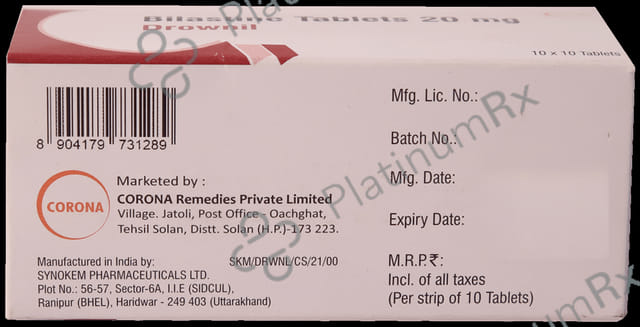 Bilastine Tablets 20 mg
Drownil
10 x 10 Tablets
8 904179 731289
Mfg. Lic. No.:
Batch No.:
Mfg. Date:
Expiry Date:
M.R.P.₹:
Incl. of all taxes
(Per strip of 10 Tablets)
CORONA
Marketed by :
CORONA Remedies Private Limited
Village. Jatoli, Post Office - Oachghat,
Tehsil Solan, Distt. Solan (H.P.)-173 223.
Manufactured in India by:
SKM/DRWNL/CS/21/00
SYNOKEM PHARMACEUTICALS LTD.
Plot No.: 56-57, Sector-6A, I.I.E (SIDCUL),
Ranipur (BHEL), Haridwar - 249 403 (Uttarakhand)
PlatinumRx
PlatinumRx